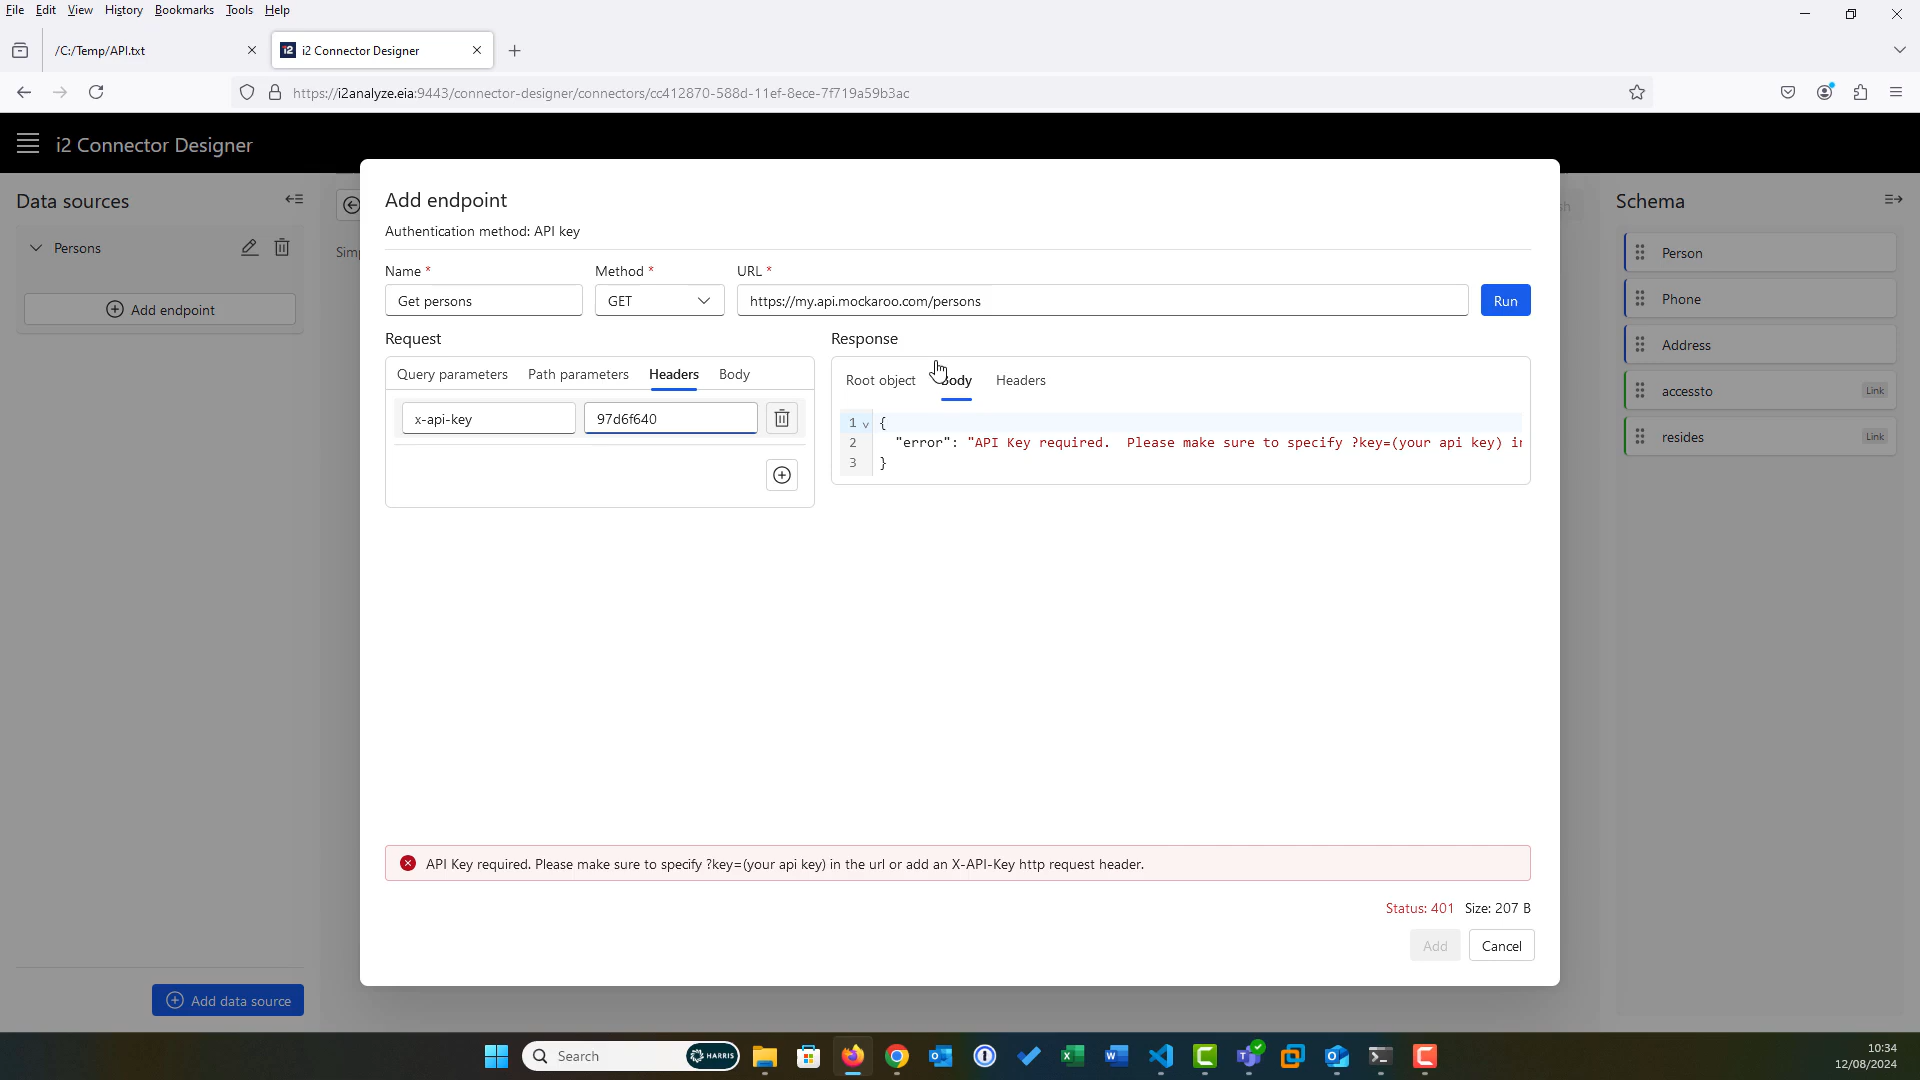 File Edit View History Bookmarks Tools Help
/C:/Temp/API.txt
i2 Connector Designer
https://i2analyze.eia:9443/connector-designer/connectors/cc412870-588d-11ef-8ece-7f719a59b3ac
i2 Connector Designer
Data sources
Persons
Add endpoint
Add data source
Add endpoint
Authentication method: API key
Name * Method * URL *
Get persons GET https://my.api.mockaroo.com/persons Run
Request
Query parameters Path parameters Headers Body
x-api-key 97d6f640
Response
Root object Body Headers
1 {
2 "error": "API Key required.  Please make sure to specify ?key=(your api key) in
3 }
API Key required. Please make sure to specify ?key=(your api key) in the url or add an X-API-Key http request header.
Status: 401 Size: 207 B
Add Cancel
Schema
Person
Phone
Address
accessto Link
resides Link
Search HARRIS
10:34
12/08/2024